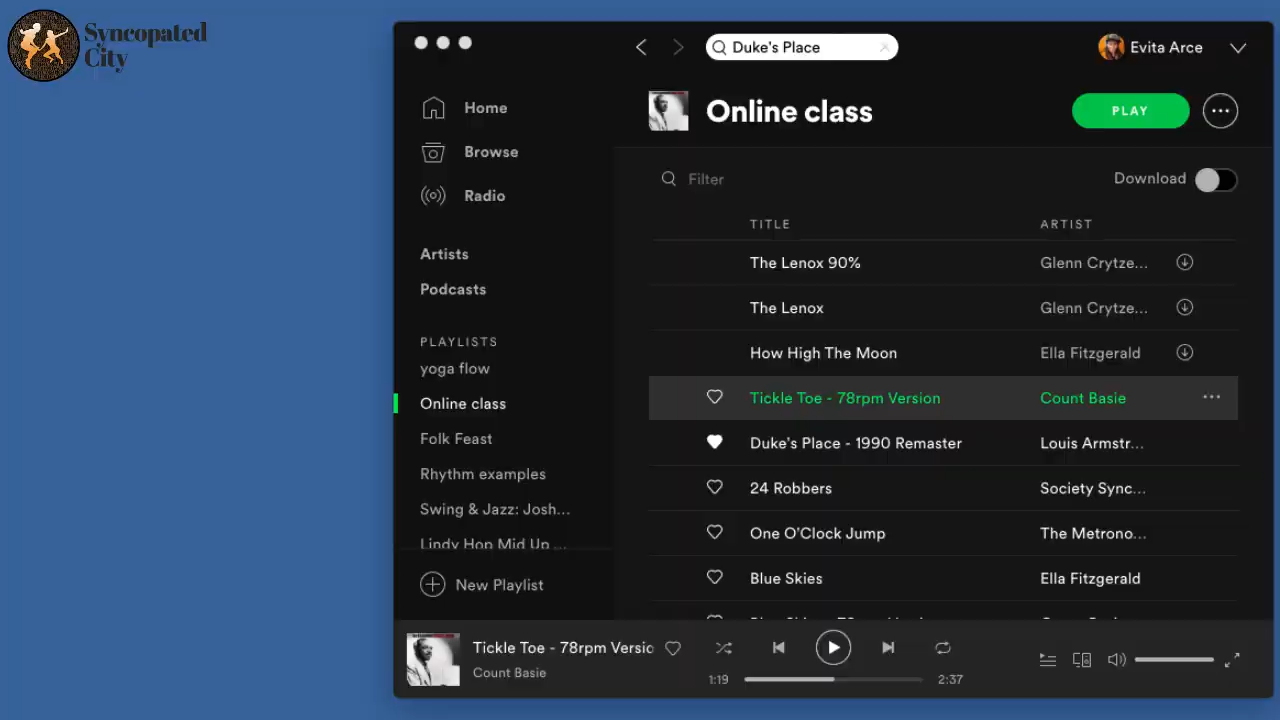 Syncopated
City
Duke's Place
Evita Arce
Home
Browse
Radio
Artists
Podcasts
PLAYLISTS
yoga flow
Online class
Folk Feast
Rhythm examples
Swing & Jazz: Josh...
Lindy Hop Mid Up ...
New Playlist
Online class
PLAY
Filter
Download
TITLE ARTIST
The Lenox 90% Glenn Crytze...
The Lenox Glenn Crytze...
How High The Moon Ella Fitzgerald
Tickle Toe - 78rpm Version Count Basie
Duke's Place - 1990 Remaster Louis Armstr...
24 Robbers Society Sync...
One O'Clock Jump The Metrono...
Blue Skies Ella Fitzgerald
Tickle Toe - 78rpm Versio
Count Basie
1:19 2:37